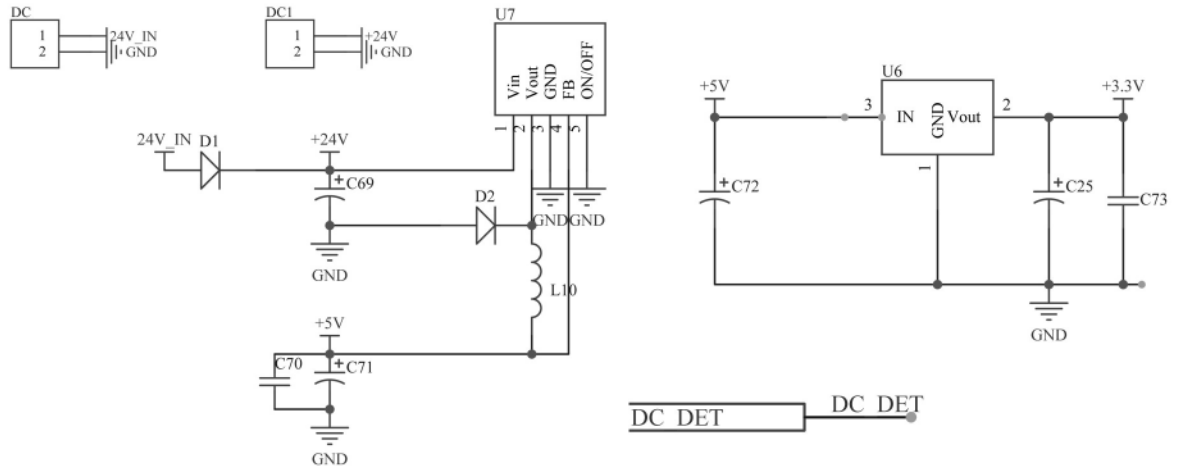 DC
1
2
24V_IN
GND
DC1
1
2
+24V
GND
U7
Vin
Vout
GND
FB
ON/OFF
1
2
3
4
5
24V_IN
D1
+24V
C69
D2
GND
GND
GND
L10
+5V
C70
C71
GND
U6
+5V
3
IN
GND
Vout
2
+3.3V
1
C72
C25
C73
GND
DC_DET
DC_DET